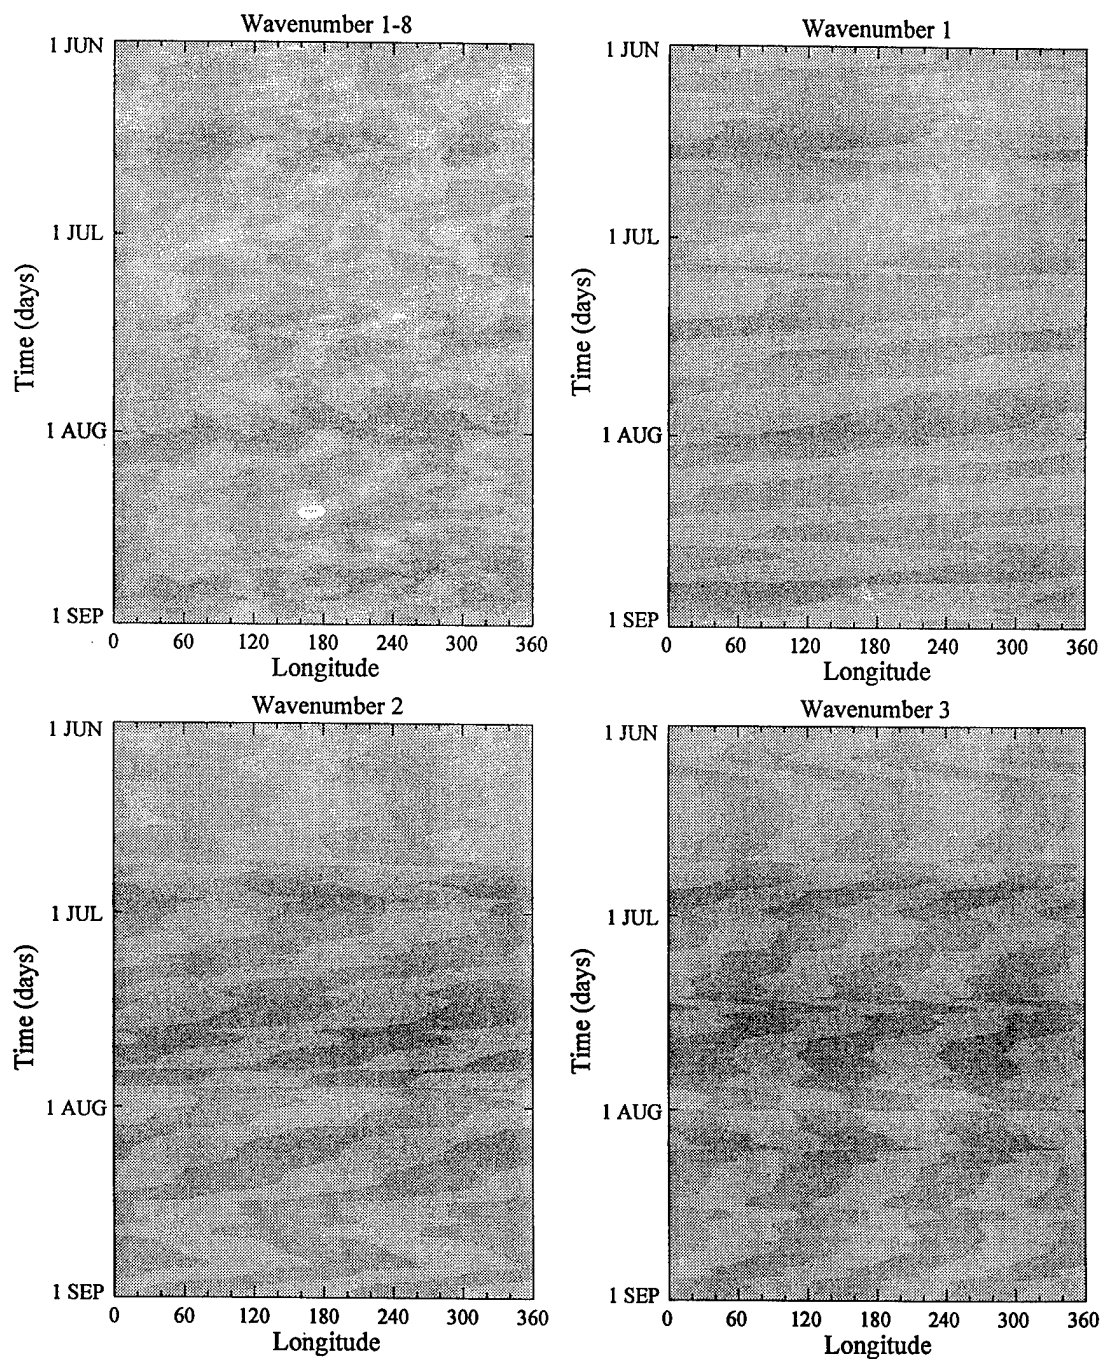 Wavenumber 1-8
1 JUN
1 JUL
1 AUG
1 SEP
Time (days)
0 60 120 180 240 300 360
Longitude
Wavenumber 1
1 JUN
1 JUL
1 AUG
1 SEP
Time (days)
0 60 120 180 240 300 360
Longitude
Wavenumber 2
1 JUN
1 JUL
1 AUG
1 SEP
Time (days)
0 60 120 180 240 300 360
Longitude
Wavenumber 3
1 JUN
1 JUL
1 AUG
1 SEP
Time (days)
0 60 120 180 240 300 360
Longitude